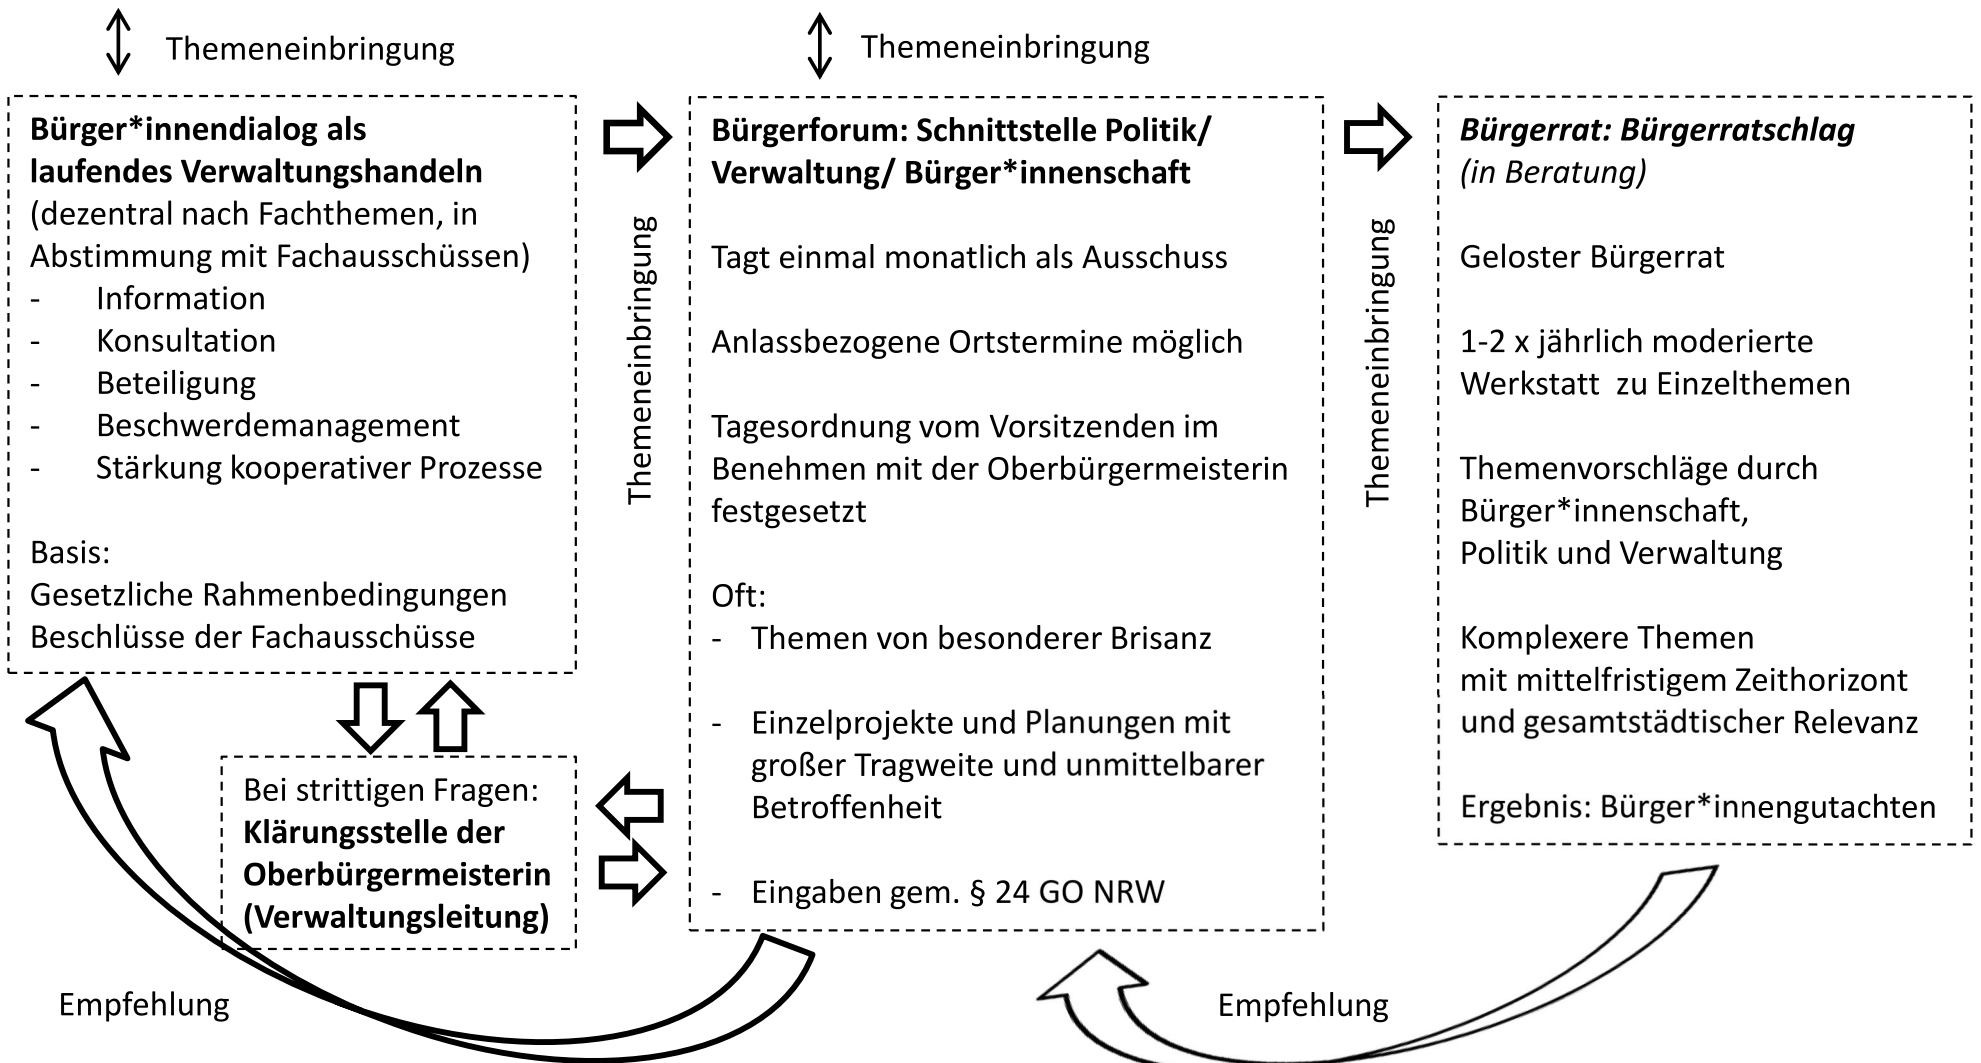 Themeneinbringung
Themeneinbringung
Bürger*innendialog als
laufendes Verwaltungshandeln
(dezentral nach Fachthemen, in
Abstimmung mit Fachausschüssen)
- Information
- Konsultation
- Beteiligung
- Beschwerdemanagement
- Stärkung kooperativer Prozesse
Basis:
Gesetzliche Rahmenbedingungen
Beschlüsse der Fachausschüsse
Themeneinbringung
Bei strittigen Fragen:
Klärungsstelle der
Oberbürgermeisterin
(Verwaltungsleitung)
Bürgerforum: Schnittstelle Politik/
Verwaltung/ Bürger*innenschaft
Tagt einmal monatlich als Ausschuss
Anlassbezogene Ortstermine möglich
Tagesordnung vom Vorsitzenden im
Benehmen mit der Oberbürgermeisterin
festgesetzt
Oft:
- Themen von besonderer Brisanz
- Einzelprojekte und Planungen mit
großer Tragweite und unmittelbarer
Betroffenheit
- Eingaben gem. § 24 GO NRW
Themeneinbringung
Bürgerrat: Bürgerratschlag
(in Beratung)
Geloster Bürgerrat
1-2 x jährlich moderierte
Werkstatt zu Einzelthemen
Themenvorschläge durch
Bürger*innenschaft,
Politik und Verwaltung
Komplexere Themen
mit mittelfristigem Zeithorizont
und gesamtstädtischer Relevanz
Ergebnis: Bürger*innengutachten
Empfehlung
Empfehlung